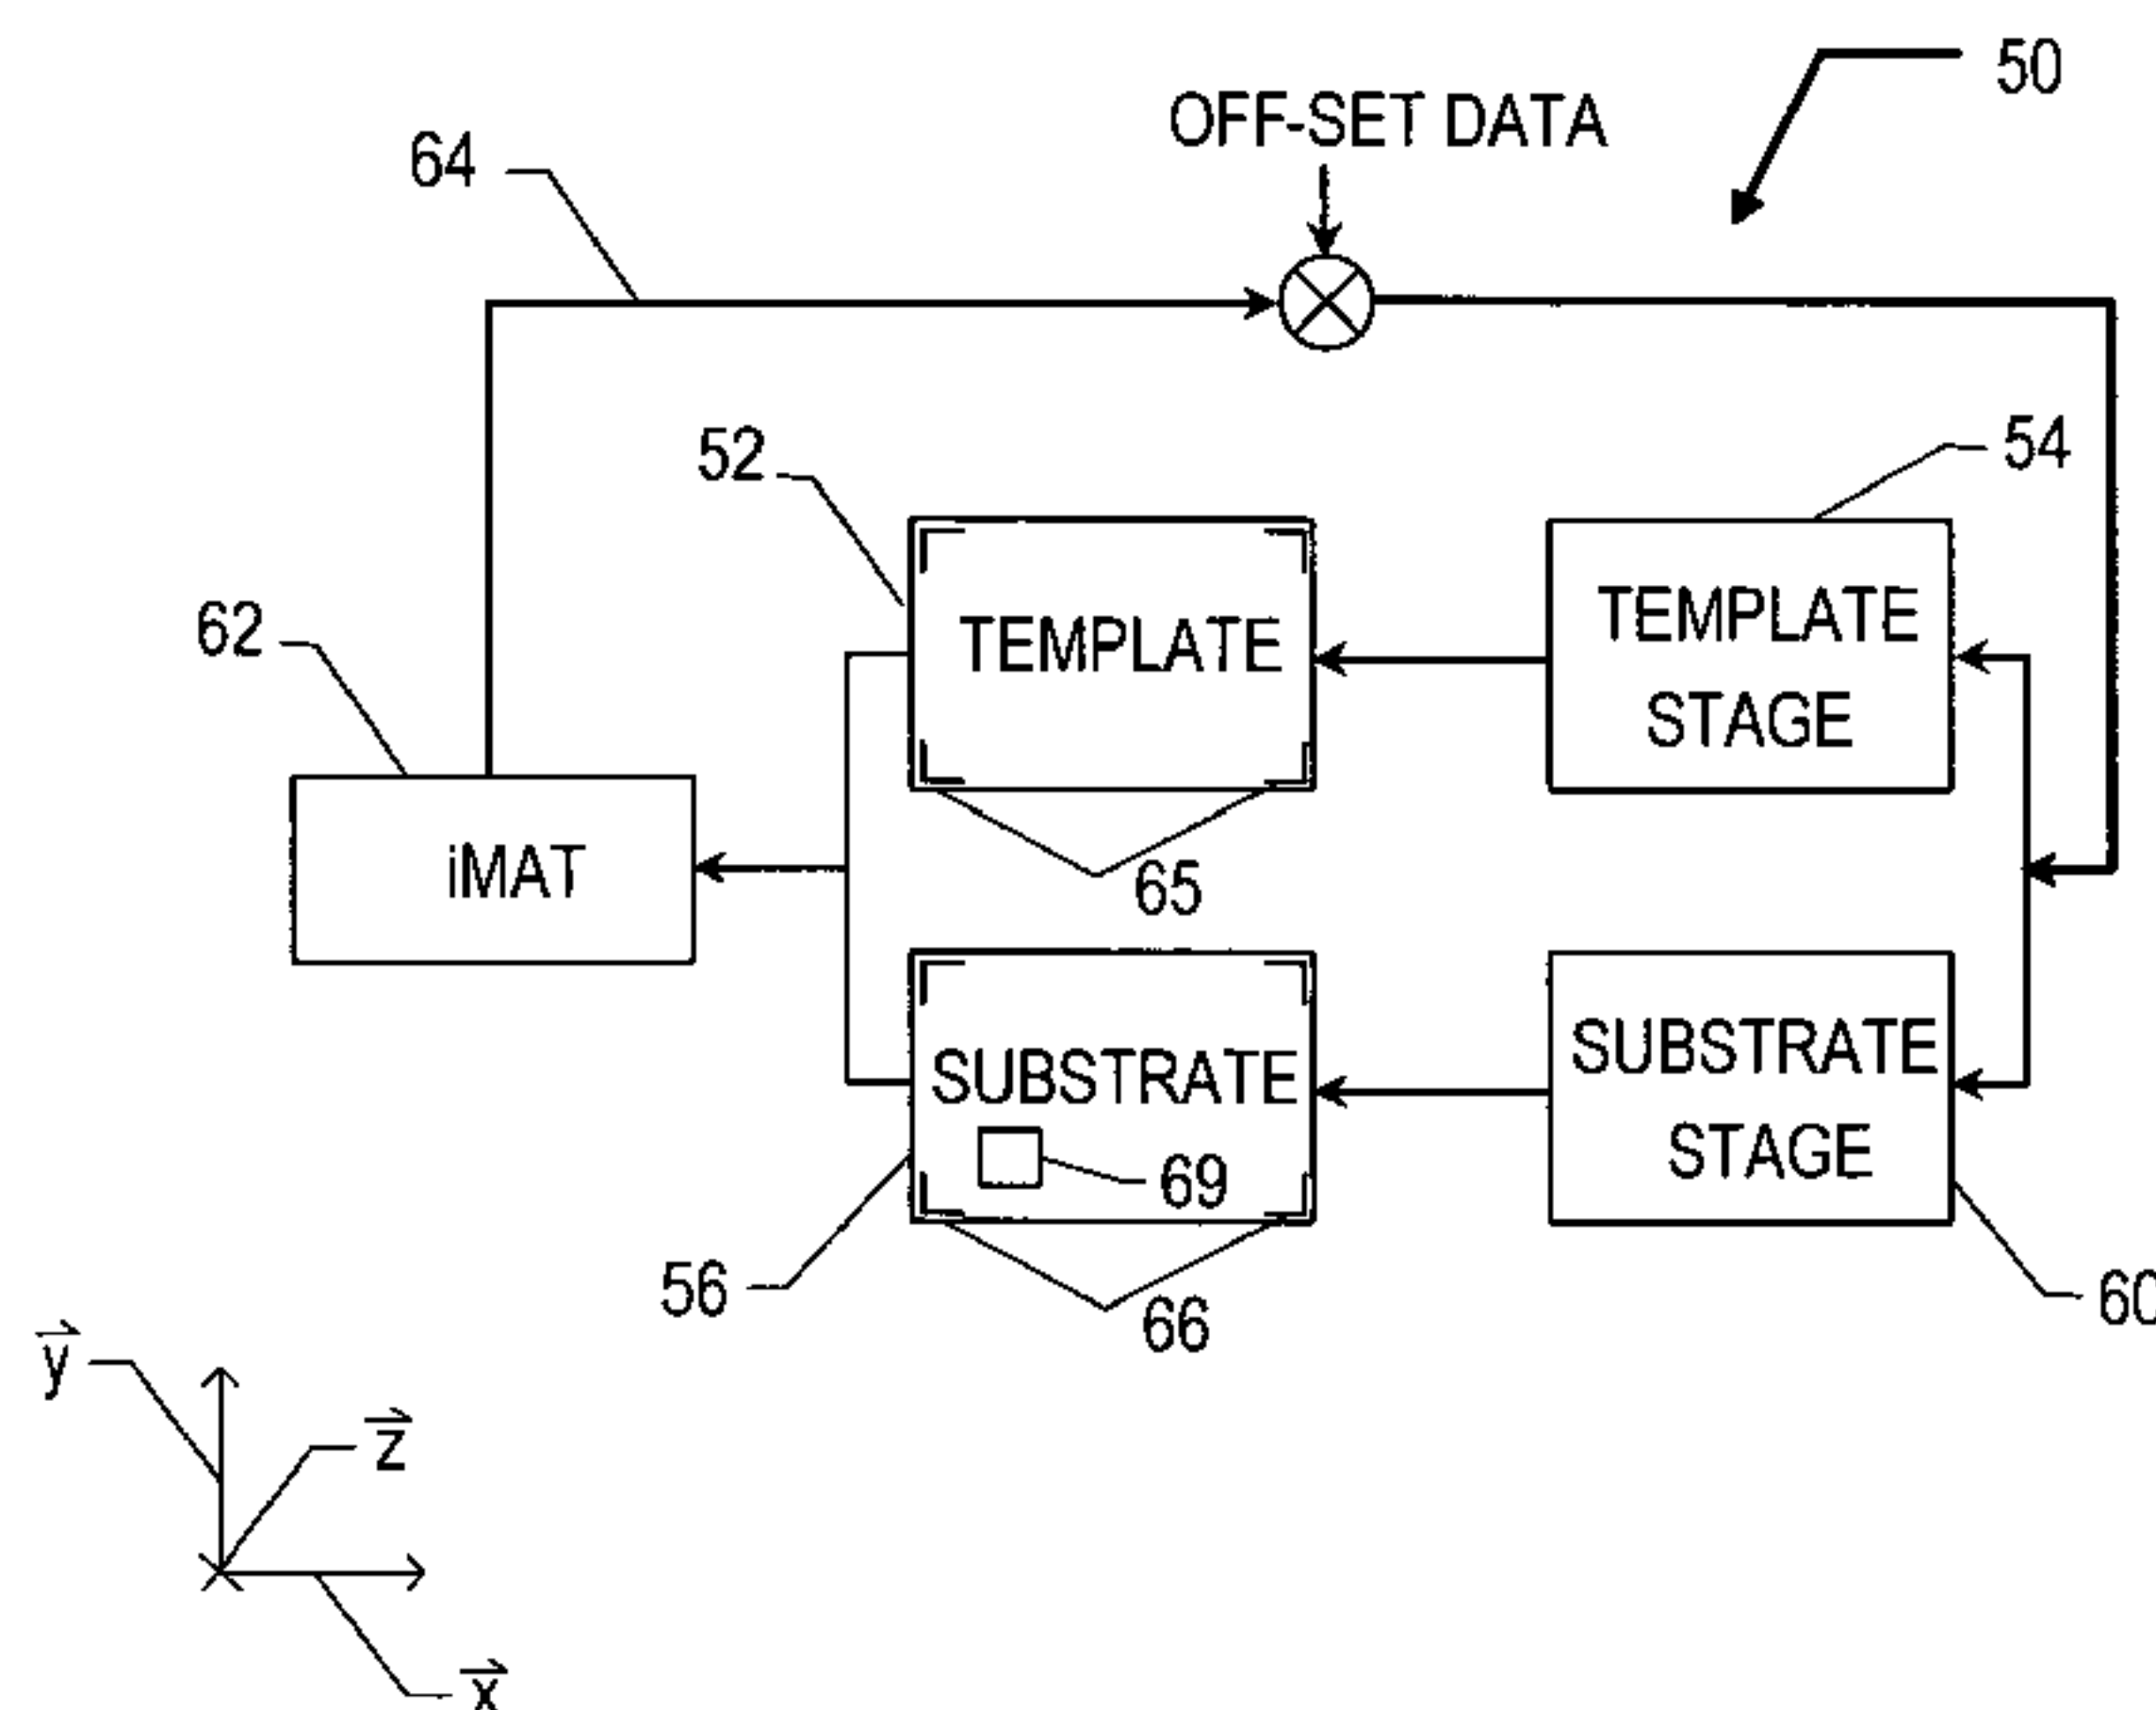 50
OFF-SET DATA
64
52
54
TEMPLATE
TEMPLATE
STAGE
62
iMAT
65
SUBSTRATE
69
SUBSTRATE
STAGE
56
66
60
y
z
x